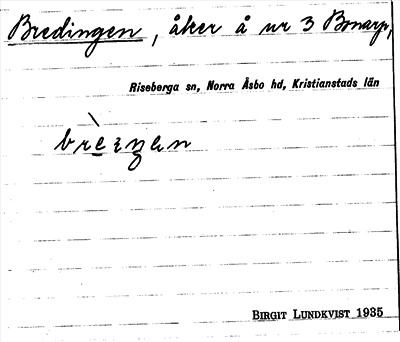 Bredingen, åker å nr 3 Bonarp,
Riseberga sn, Norra Åsbo hd, Kristianstads län
BIRGIT LUNDKVIST 1935